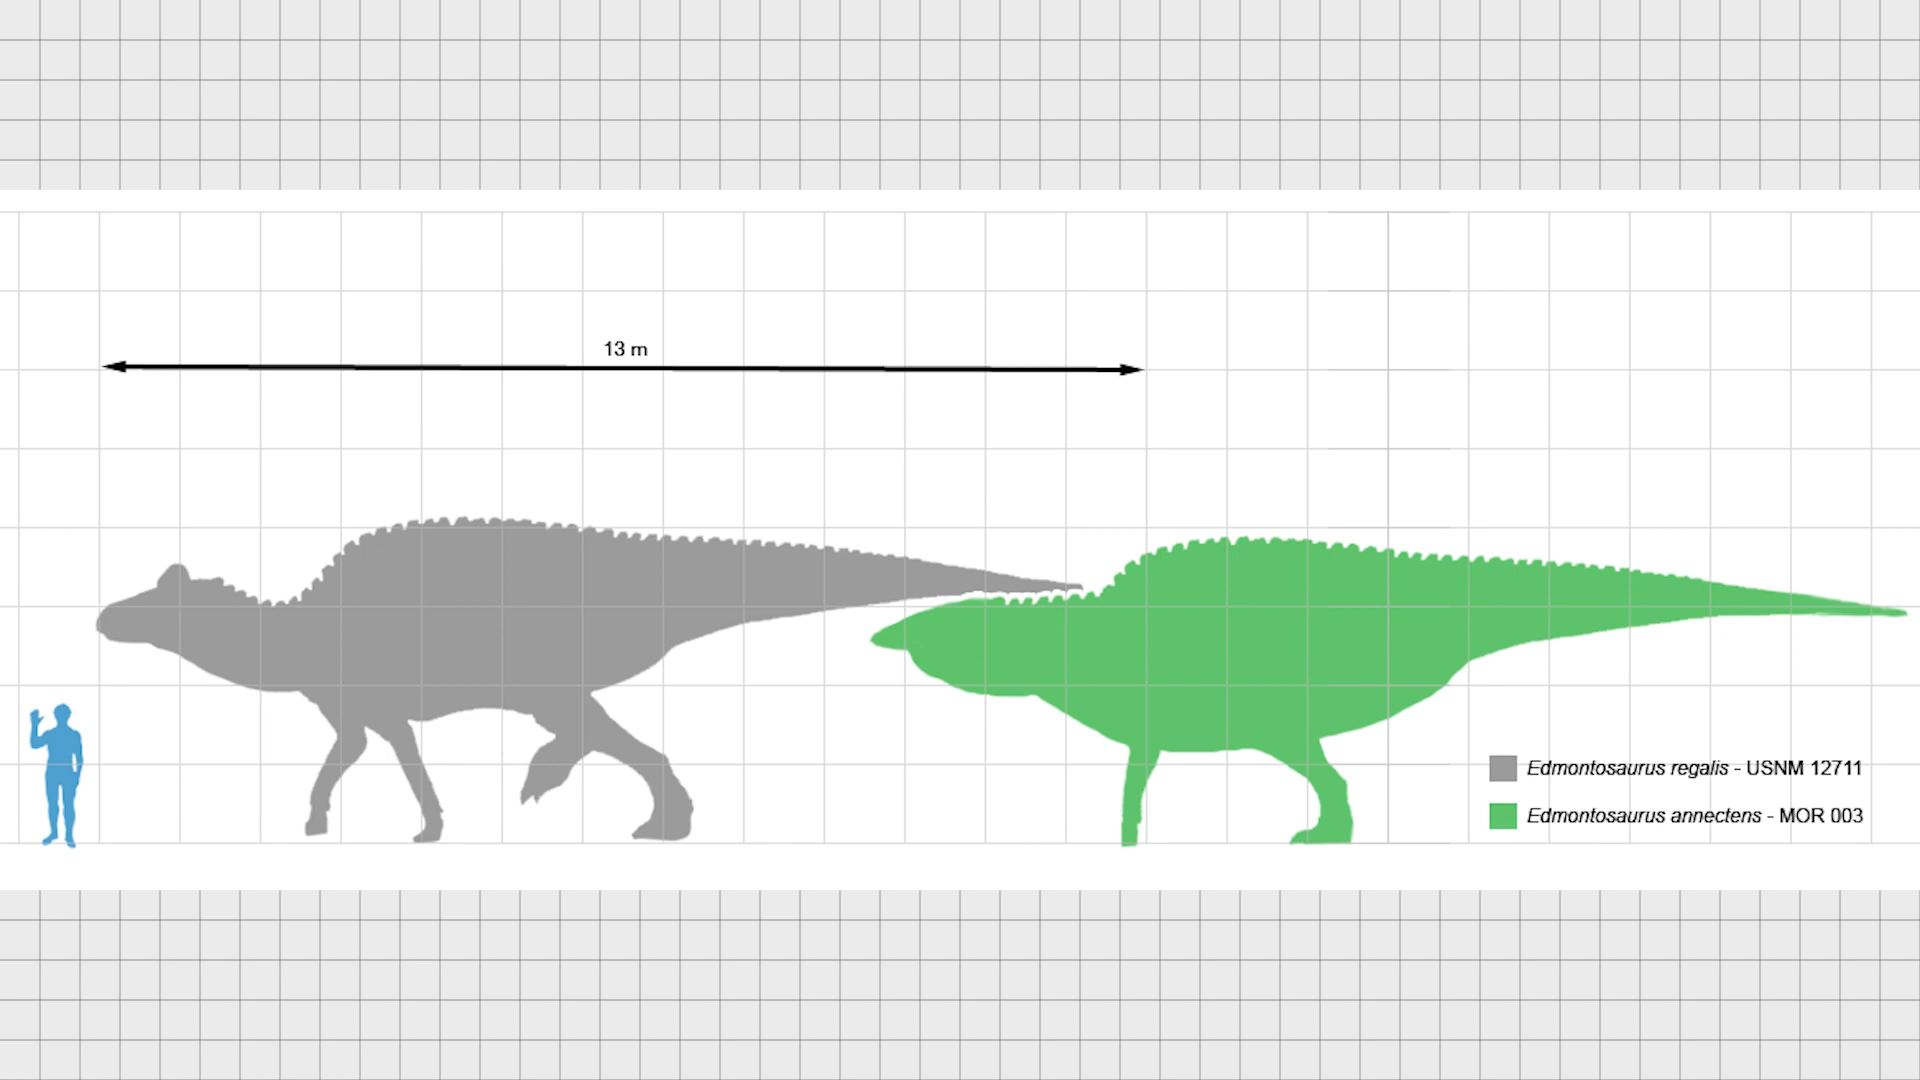 13 m
Edmontosaurus regalis - USNM 12711
Edmontosaurus annectens - MOR 003